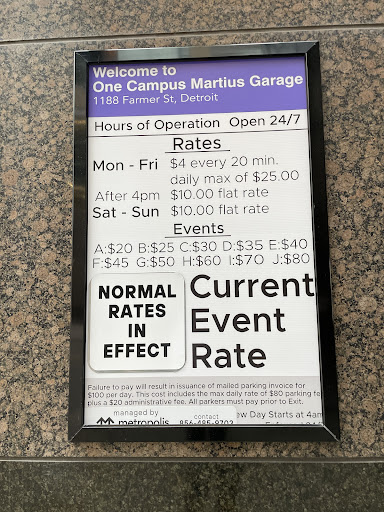 Welcome to
One Campus Martius Garage
1188 Farmer St, Detroit
Hours of Operation Open 24/7
Rates
Mon - Fri $4 every 20 min.
daily max of $25.00
After 4pm $10.00 flat rate
Sat - Sun $10.00 flat rate
Events
A:$20 B:$25 C:$30 D:$35 E:$40
F:$45 G:$50 H:$60 I:$70 J:$80
NORMAL
RATES
IN
EFFECT
Current
Event
Rate
Failure to pay will result in issuance of mailed parking invoice for
$100 per day. This cost includes the max daily rate of $80 parking fe
plus a $20 administrative fee. All parkers must pay prior to Exit.
managed by
metropolis
contact
856-485-8702
ew Day Starts at 4am